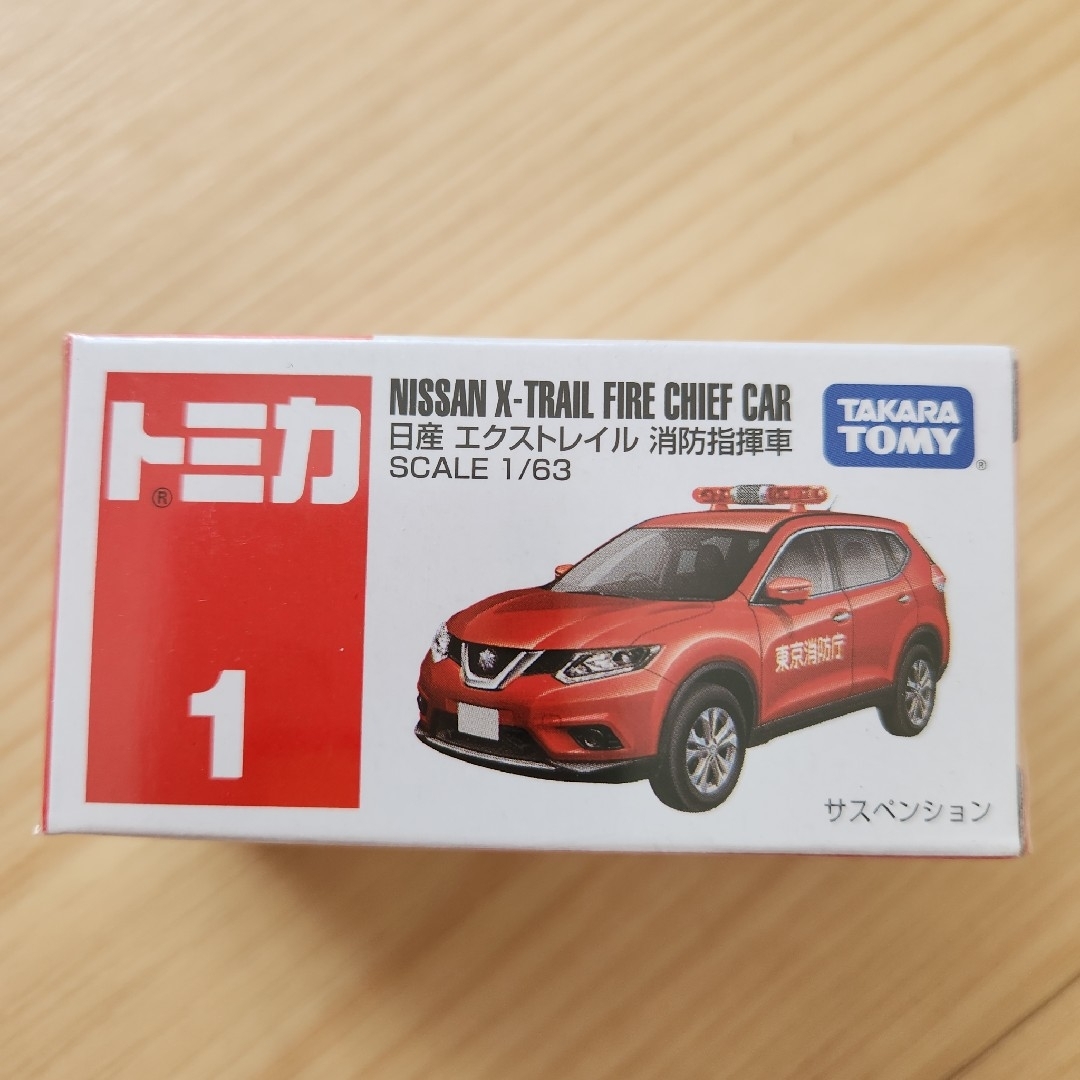 トミカ
®
1
NISSAN X-TRAIL FIRE CHIEF CAR
日産 エクストレイル 消防指揮車
SCALE 1/63
TAKARA
TOMY
®
東京消防庁
サスペンション